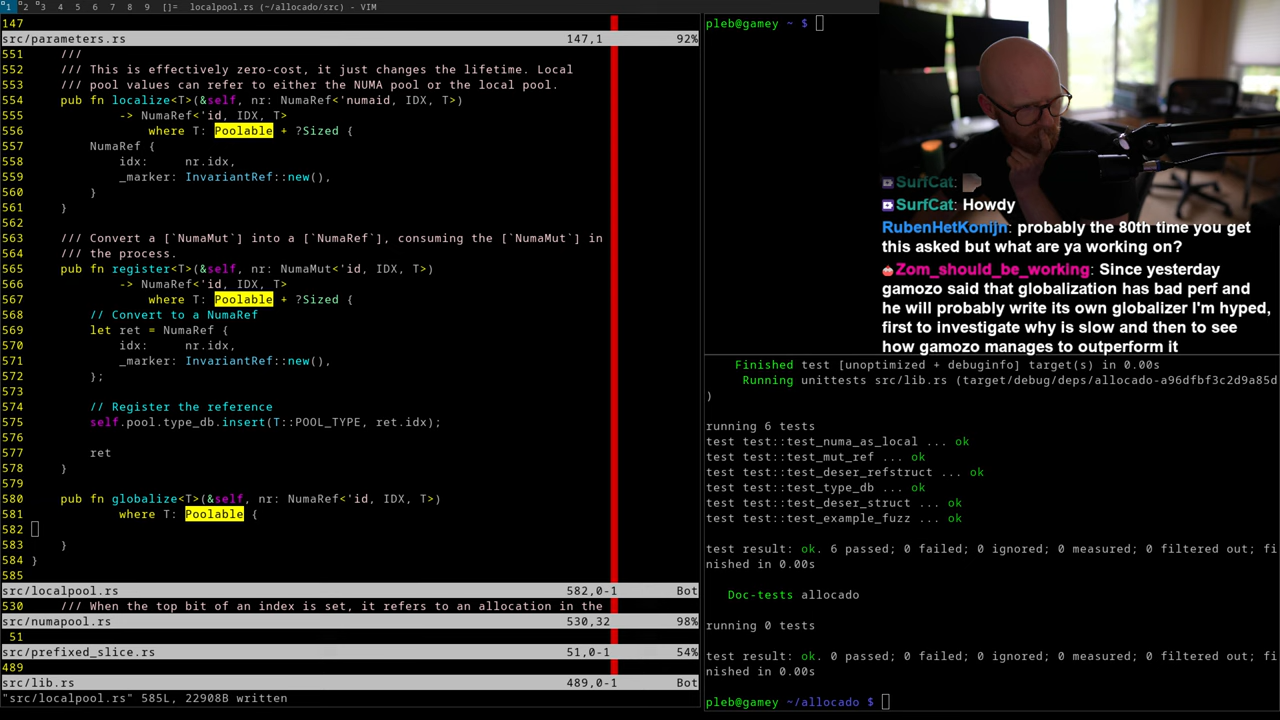 1 2 3 4 5 6 7 8 9 []= localpool.rs (~/allocado/src) - VIM
147
src/parameters.rs 147,1 92%
551 ///
552 /// This is effectively zero-cost, it just changes the lifetime. Local
553 /// pool values can refer to either the NUMA pool or the local pool.
554 pub fn localize<T>(&self, nr: NumaRef<'numaid, IDX, T>)
555 -> NumaRef<'id, IDX, T>
556 where T: Poolable + ?Sized {
557 NumaRef {
558 idx: nr.idx,
559 _marker: InvariantRef::new(),
560 }
561 }
562
563 /// Convert a [`NumaMut`] into a [`NumaRef`], consuming the [`NumaMut`] in
564 /// the process.
565 pub fn register<T>(&self, nr: NumaMut<'id, IDX, T>)
566 -> NumaRef<'id, IDX, T>
567 where T: Poolable + ?Sized {
568 // Convert to a NumaRef
569 let ret = NumaRef {
570 idx: nr.idx,
571 _marker: InvariantRef::new(),
572 };
573
574 // Register the reference
575 self.pool.type_db.insert(T::POOL_TYPE, ret.idx);
576
577 ret
578 }
579
580 pub fn globalize<T>(&self, nr: NumaRef<'id, IDX, T>)
581 where T: Poolable {
582
583 }
584 }
585
src/localpool.rs 582,0-1 Bot
530 /// When the top bit of an index is set, it refers to an allocation in the
src/numapool.rs 530,32 98%
51
src/prefixed_slice.rs 51,0-1 54%
489
src/lib.rs 489,0-1 Bot
"src/localpool.rs" 585L, 22908B written
pleb@gamey ~ $
SurfCat:
SurfCat: Howdy
RubenHetKonijn: probably the 80th time you get
this asked but what are ya working on?
Zom_should_be_working: Since yesterday
gamozo said that globalization has bad perf and
he will probably write its own globalizer I'm hyped,
first to investigate why is slow and then to see
how gamozo manages to outperform it
Finished test [unoptimized + debuginfo] target(s) in 0.00s
Running unittests src/lib.rs (target/debug/deps/allocado-a96dfbf3c2d9a85d
)
running 6 tests
test test::test_numa_as_local ... ok
test test::test_mut_ref ... ok
test test::test_deser_refstruct ... ok
test test::test_type_db ... ok
test test::test_deser_struct ... ok
test test::test_example_fuzz ... ok
test result: ok. 6 passed; 0 failed; 0 ignored; 0 measured; 0 filtered out; fi
nished in 0.00s
Doc-tests allocado
running 0 tests
test result: ok. 0 passed; 0 failed; 0 ignored; 0 measured; 0 filtered out; fi
nished in 0.00s
pleb@gamey ~/allocado $